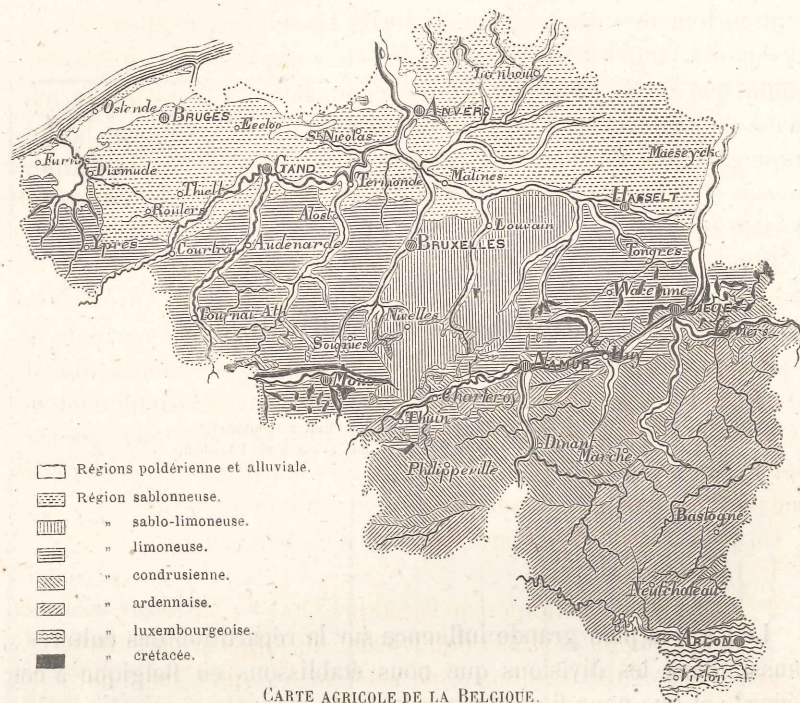 Turnhout
Ostende
BRUGES
Eecloo
St Nicolas
ANVERS
Furnes
Dixmude
Thielt
GAND
Termonde
Malines
Maeseyck
Roulers
Alost
HASSELT
Ypres
Courtrai
Audenarde
BRUXELLES
Louvain
Tongres
Waremme
Tournai
Ath
Nivelles
LIÉGE
Verviers
Soignies
MONS
NAMUR
Huy
Charleroy
Thuin
Dinant
Marche
Philippeville
Bastogne
Neufchateau
ARLON
Virton
Régions poldérienne et alluviale.
Région sablonneuse.
" sablo-limoneuse.
" limoneuse.
" condrusienne.
" ardennaise.
" luxembourgeoise.
" crétacée.
CARTE AGRICOLE DE LA BELGIQUE.